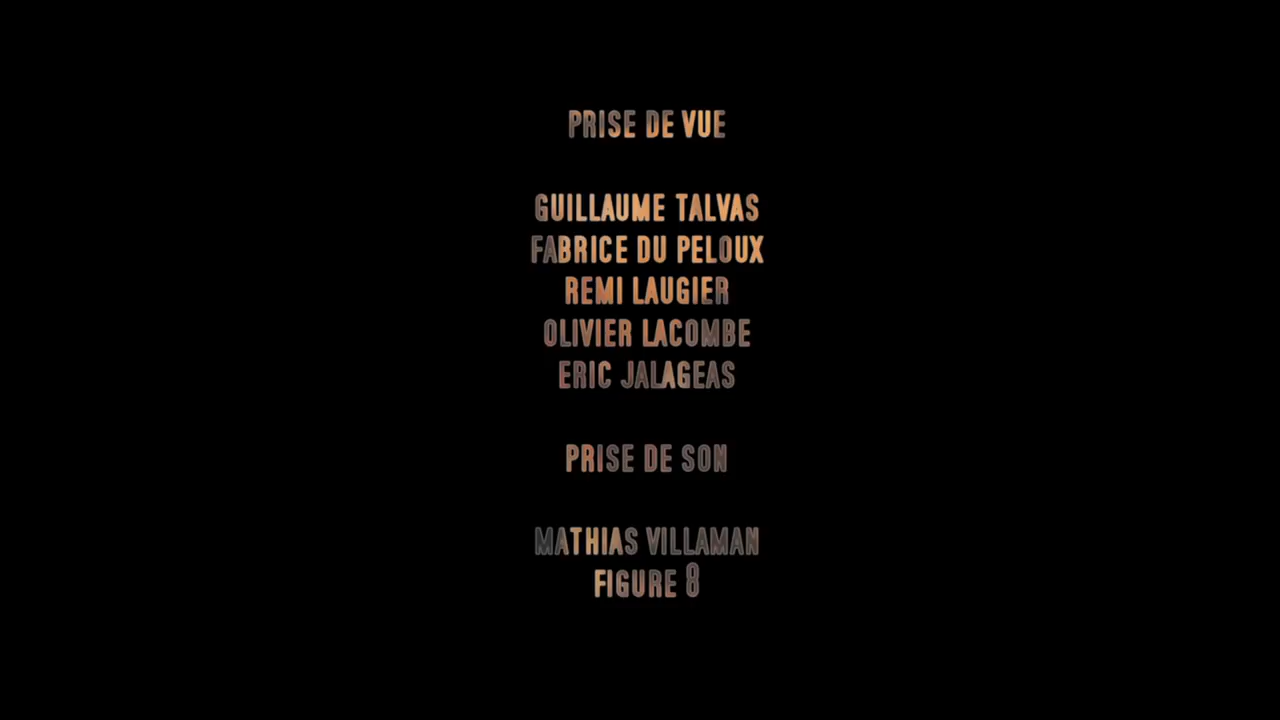 PRISE DE VUE
GUILLAUME TALVAS
FABRICE DU PELOUX
REMI LAUGIER
OLIVIER LACOMBE
ERIC JALAGEAS
PRISE DE SON
MATHIAS VILLAMAN
FIGURE 8